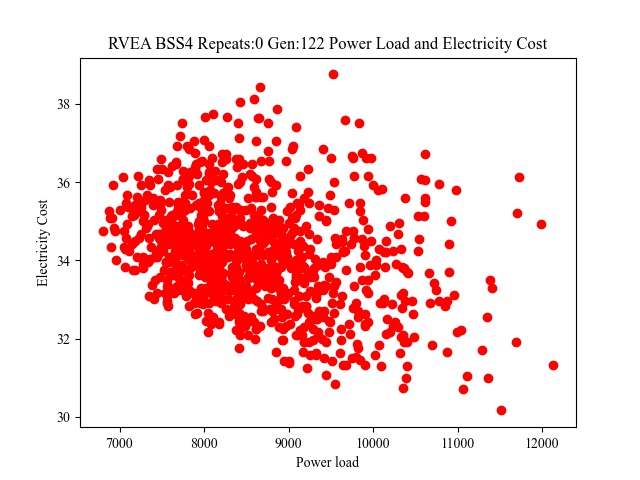 RVEA BSS4 Repeats:0 Gen:122 Power Load and Electricity Cost
38
36
34
32
30
Electricity Cost
7000 8000 9000 10000 11000 12000
Power load